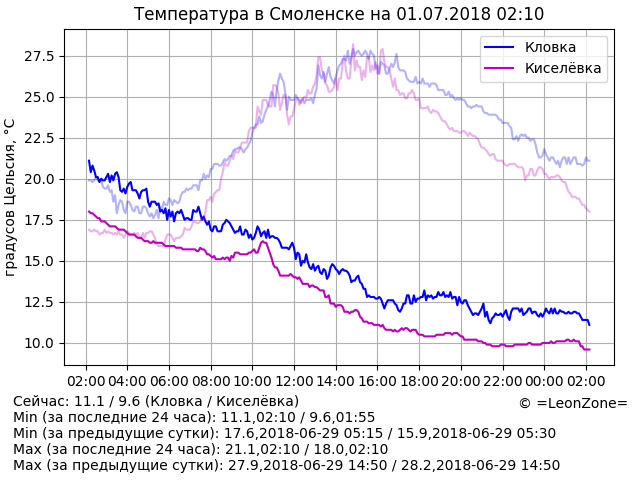 Температура в Смоленске на 01.07.2018 02:10
Кловка
Киселёвка
градусов Цельсия, °C
27.5
25.0
22.5
20.0
17.5
15.0
12.5
10.0
02:00 04:00 06:00 08:00 10:00 12:00 14:00 16:00 18:00 20:00 22:00 00:00 02:00
Сейчас: 11.1 / 9.6 (Кловка / Киселёвка)
© =LeonZone=
Min (за последние 24 часа): 11.1,02:10 / 9.6,01:55
Min (за предыдущие сутки): 17.6,2018-06-29 05:15 / 15.9,2018-06-29 05:30
Max (за последние 24 часа): 21.1,02:10 / 18.0,02:10
Max (за предыдущие сутки): 27.9,2018-06-29 14:50 / 28.2,2018-06-29 14:50